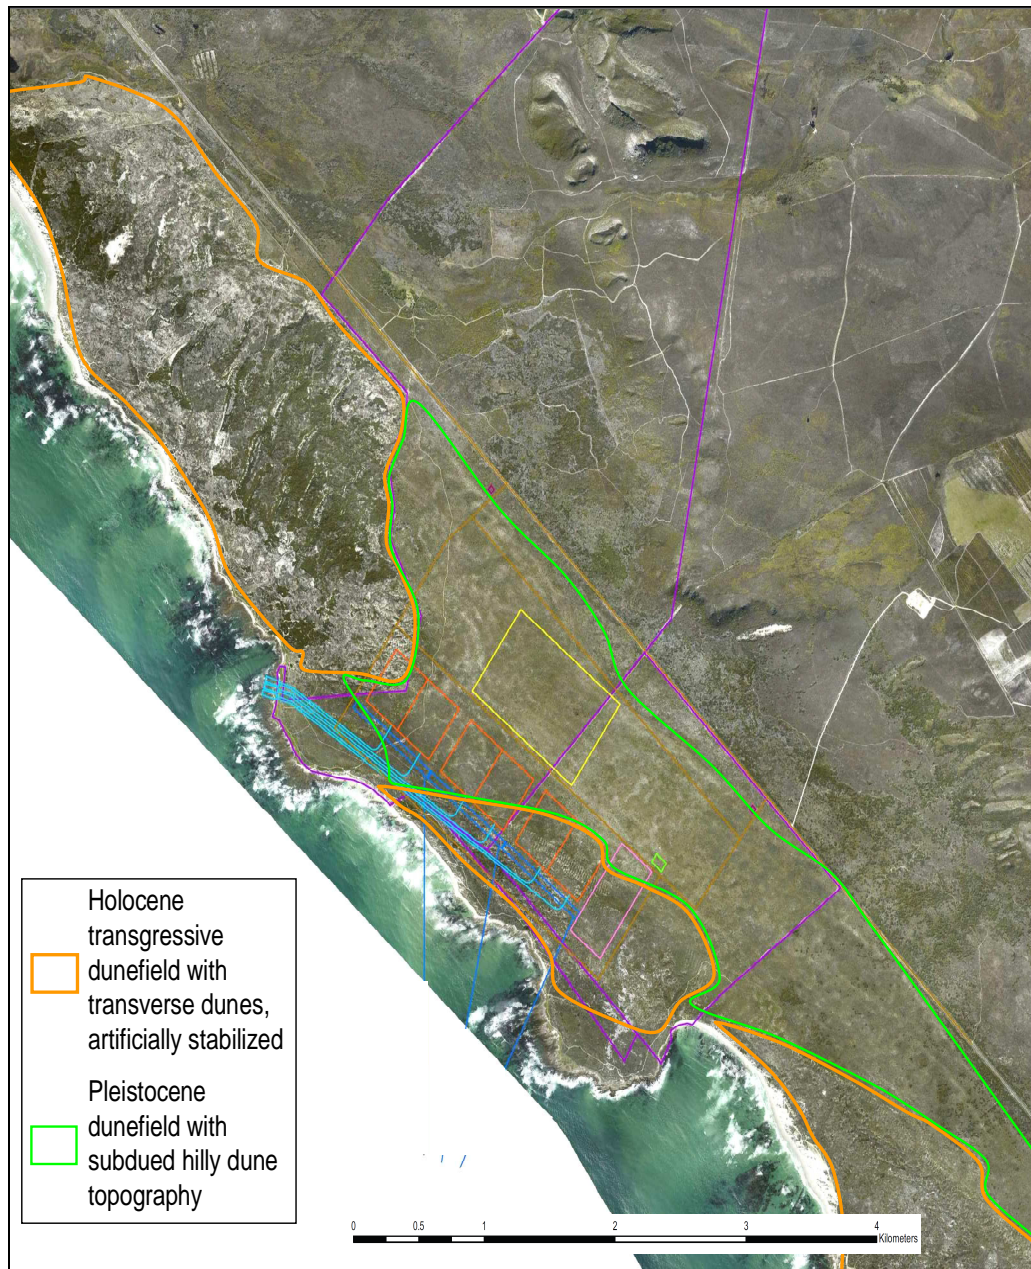 Holocene
transgressive
dunefield with
transverse dunes,
artificially stabilized
Pleistocene
dunefield with
subdued hilly dune
topography
0 0.5 1 2 3 4
Kilometers